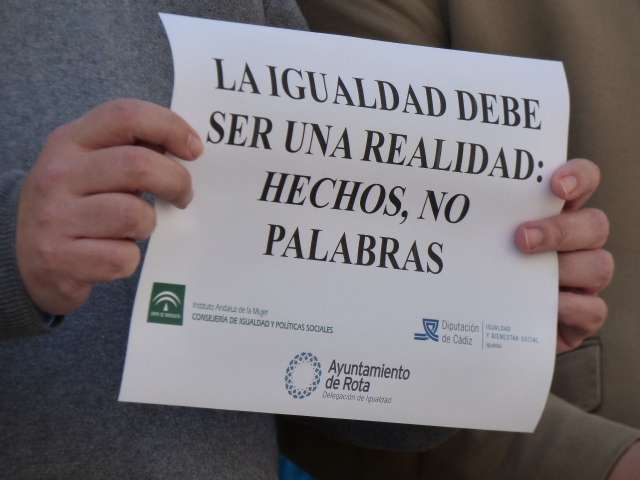 LA IGUALDAD DEBE
SER UNA REALIDAD:
HECHOS, NO
PALABRAS
Instituto Andaluz de la Mujer
CONSEJERÍA DE IGUALDAD Y POLÍTICAS SOCIALES
Diputación
de Cádiz
IGUALDAD
Y BIENESTAR SOCIAL
Ayuntamiento
de Rota
Delegación de Igualdad